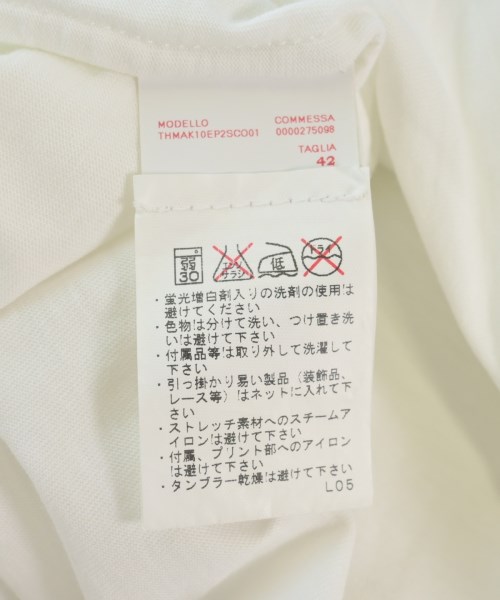 MODELLO COMMESSA
THMAK10EP2SCO01 0000275098
TAGLIA
42
弱 30 エンソ サラシ 低 ドライ
・蛍光増白剤入りの洗剤の使用は
避けてください
・色物は分けて洗い、つけ置き洗
いは避けて下さい
・付属品等は取り外して洗濯して
下さい
・引っ掛かり易い製品（装飾品、
レース等）はネットに入れて下
さい
・ストレッチ素材へのスチームア
イロンは避けて下さい
・付属、プリント部へのアイロン
は避けて下さい
・タンブラー乾燥は避けて下さい
L05